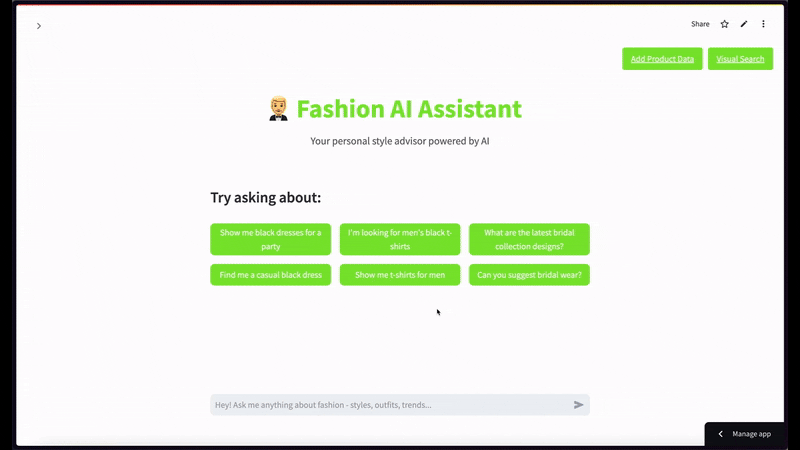 Share
Add Product Data
Visual Search
Fashion AI Assistant
Your personal style advisor powered by AI
Try asking about:
Show me black dresses for a
party
I'm looking for men's black t-
shirts
What are the latest bridal
collection designs?
Find me a casual black dress
Show me t-shirts for men
Can you suggest bridal wear?
Hey! Ask me anything about fashion - styles, outfits, trends...
Manage app